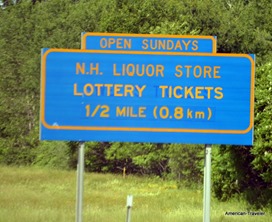 OPEN SUNDAYS
N.H. LIQUOR STORE
LOTTERY TICKETS
1/2 MILE (0.8 km)
American-Traveler